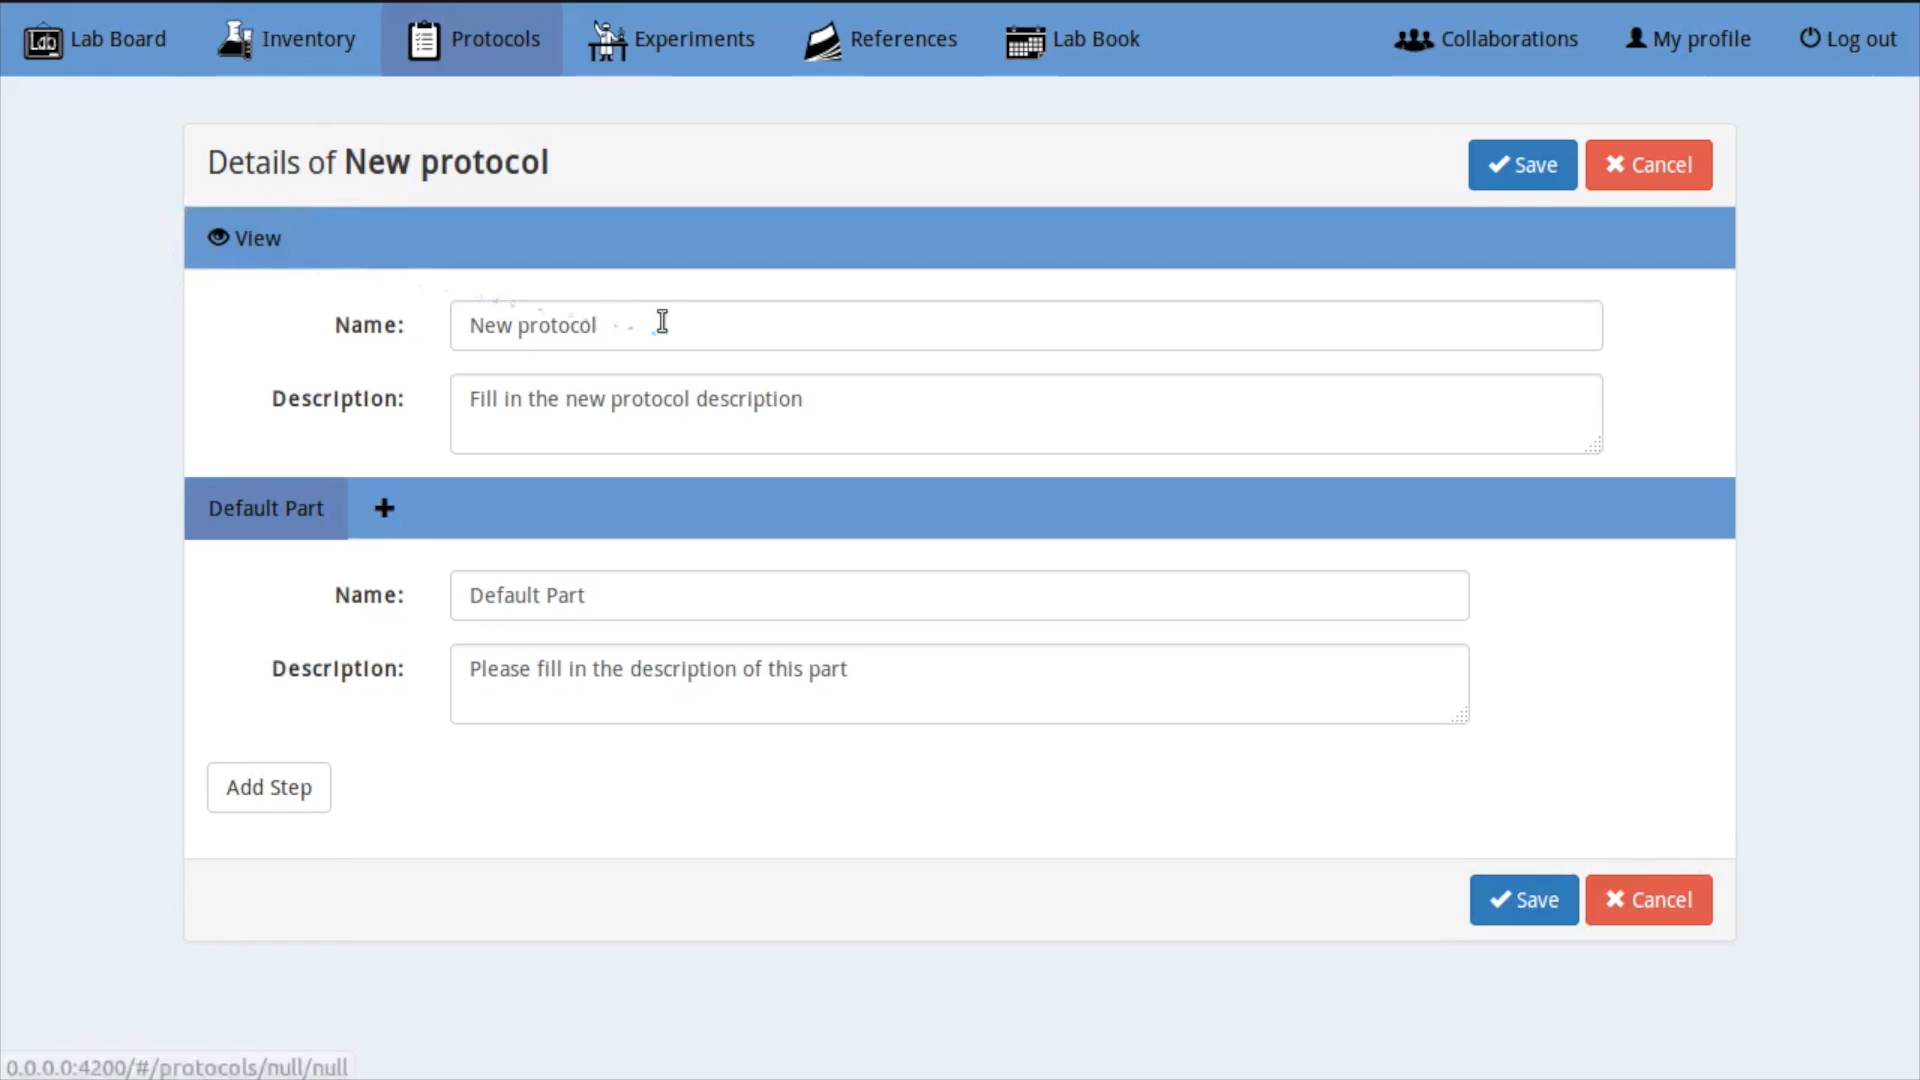 Lab Lab Board Inventory Protocols Experiments References Lab Book Collaborations My profile Log out
Details of New protocol Save Cancel
View
Name: New protocol
Description: Fill in the new protocol description
Default Part +
Name: Default Part
Description: Please fill in the description of this part
Add Step
Save Cancel
0.0.0.0:4200/#/protocols/null/null